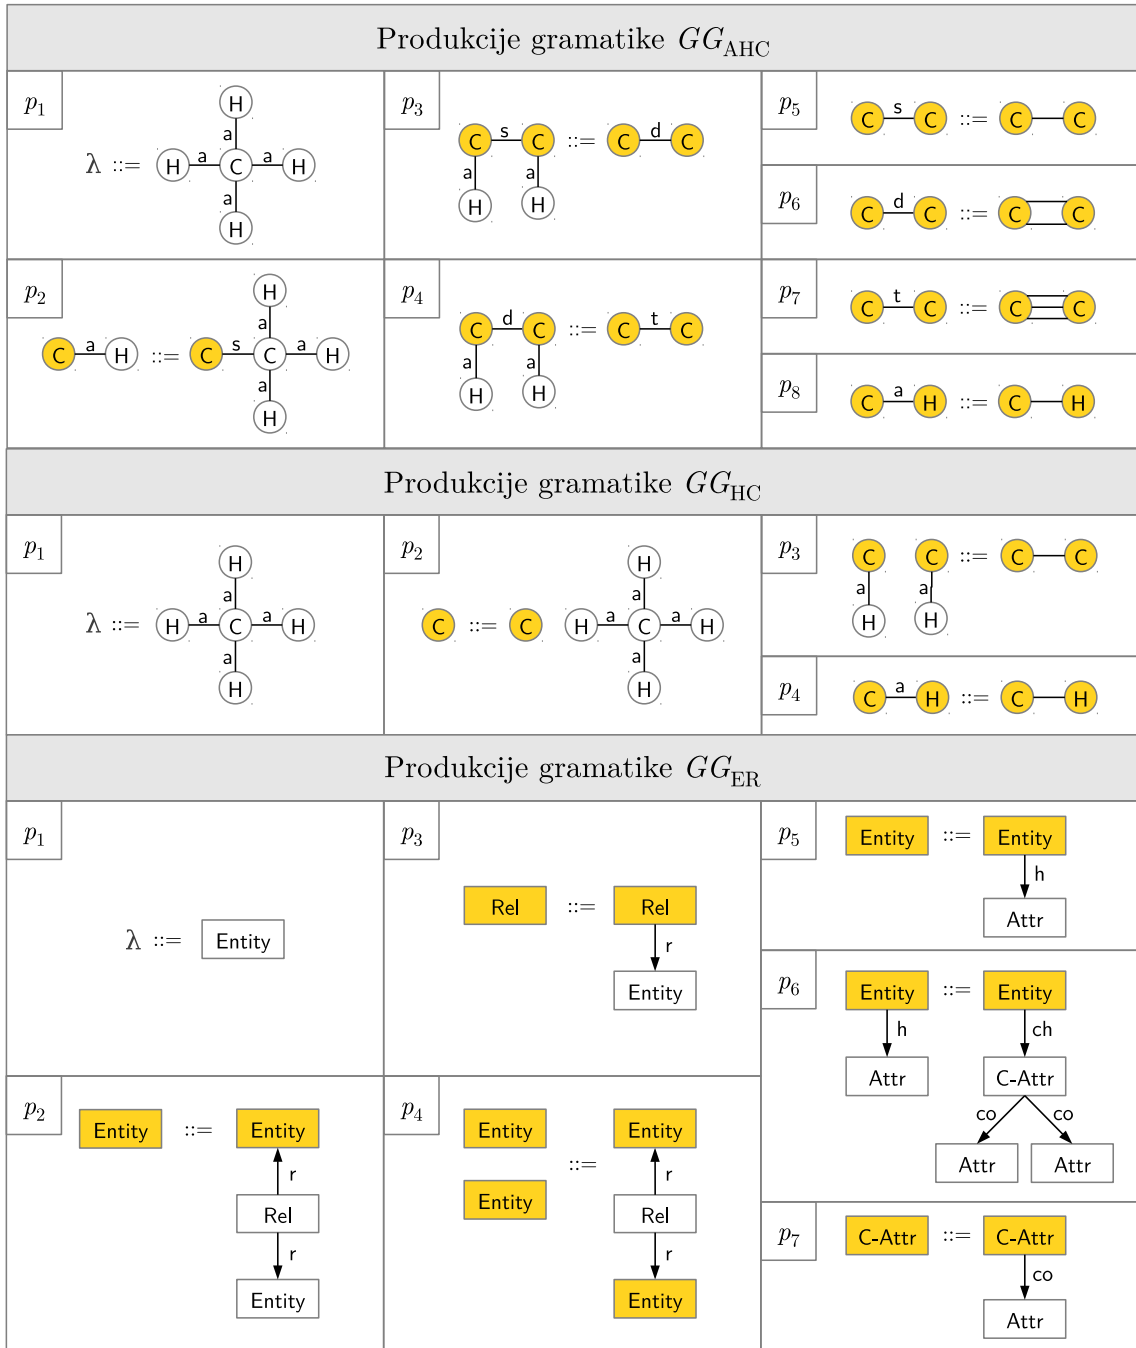 Produkcije gramatike GG_AHC
p1
λ ::= H a H a C a H a H
p3
C s C ::= C d C
a a
H H
p5
C s C ::= C C
p6
C d C ::= C C
p2
C a H ::= C s C a H a H a H
p4
C d C ::= C t C
a a
H H
p7
C t C ::= C C
p8
C a H ::= C H
Produkcije gramatike GG_HC
p1
λ ::= H a H a C a H a H
p2
C ::= C H a H a C a H a H
p3
C C ::= C C
a a
H H
p4
C a H ::= C H
Produkcije gramatike GG_ER
p1
λ ::= Entity
p3
Rel ::= Rel
r
Entity
p5
Entity ::= Entity
h
Attr
p6
Entity ::= Entity
h ch
Attr C-Attr
co co
Attr Attr
p2
Entity ::= Entity
r
Rel
r
Entity
p4
Entity Entity
::= r
Entity Rel
r
Entity
p7
C-Attr ::= C-Attr
co
Attr